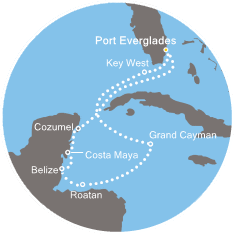 Port Everglades
Key West
Cozumel
Grand Cayman
Costa Maya
Belize
Roatan